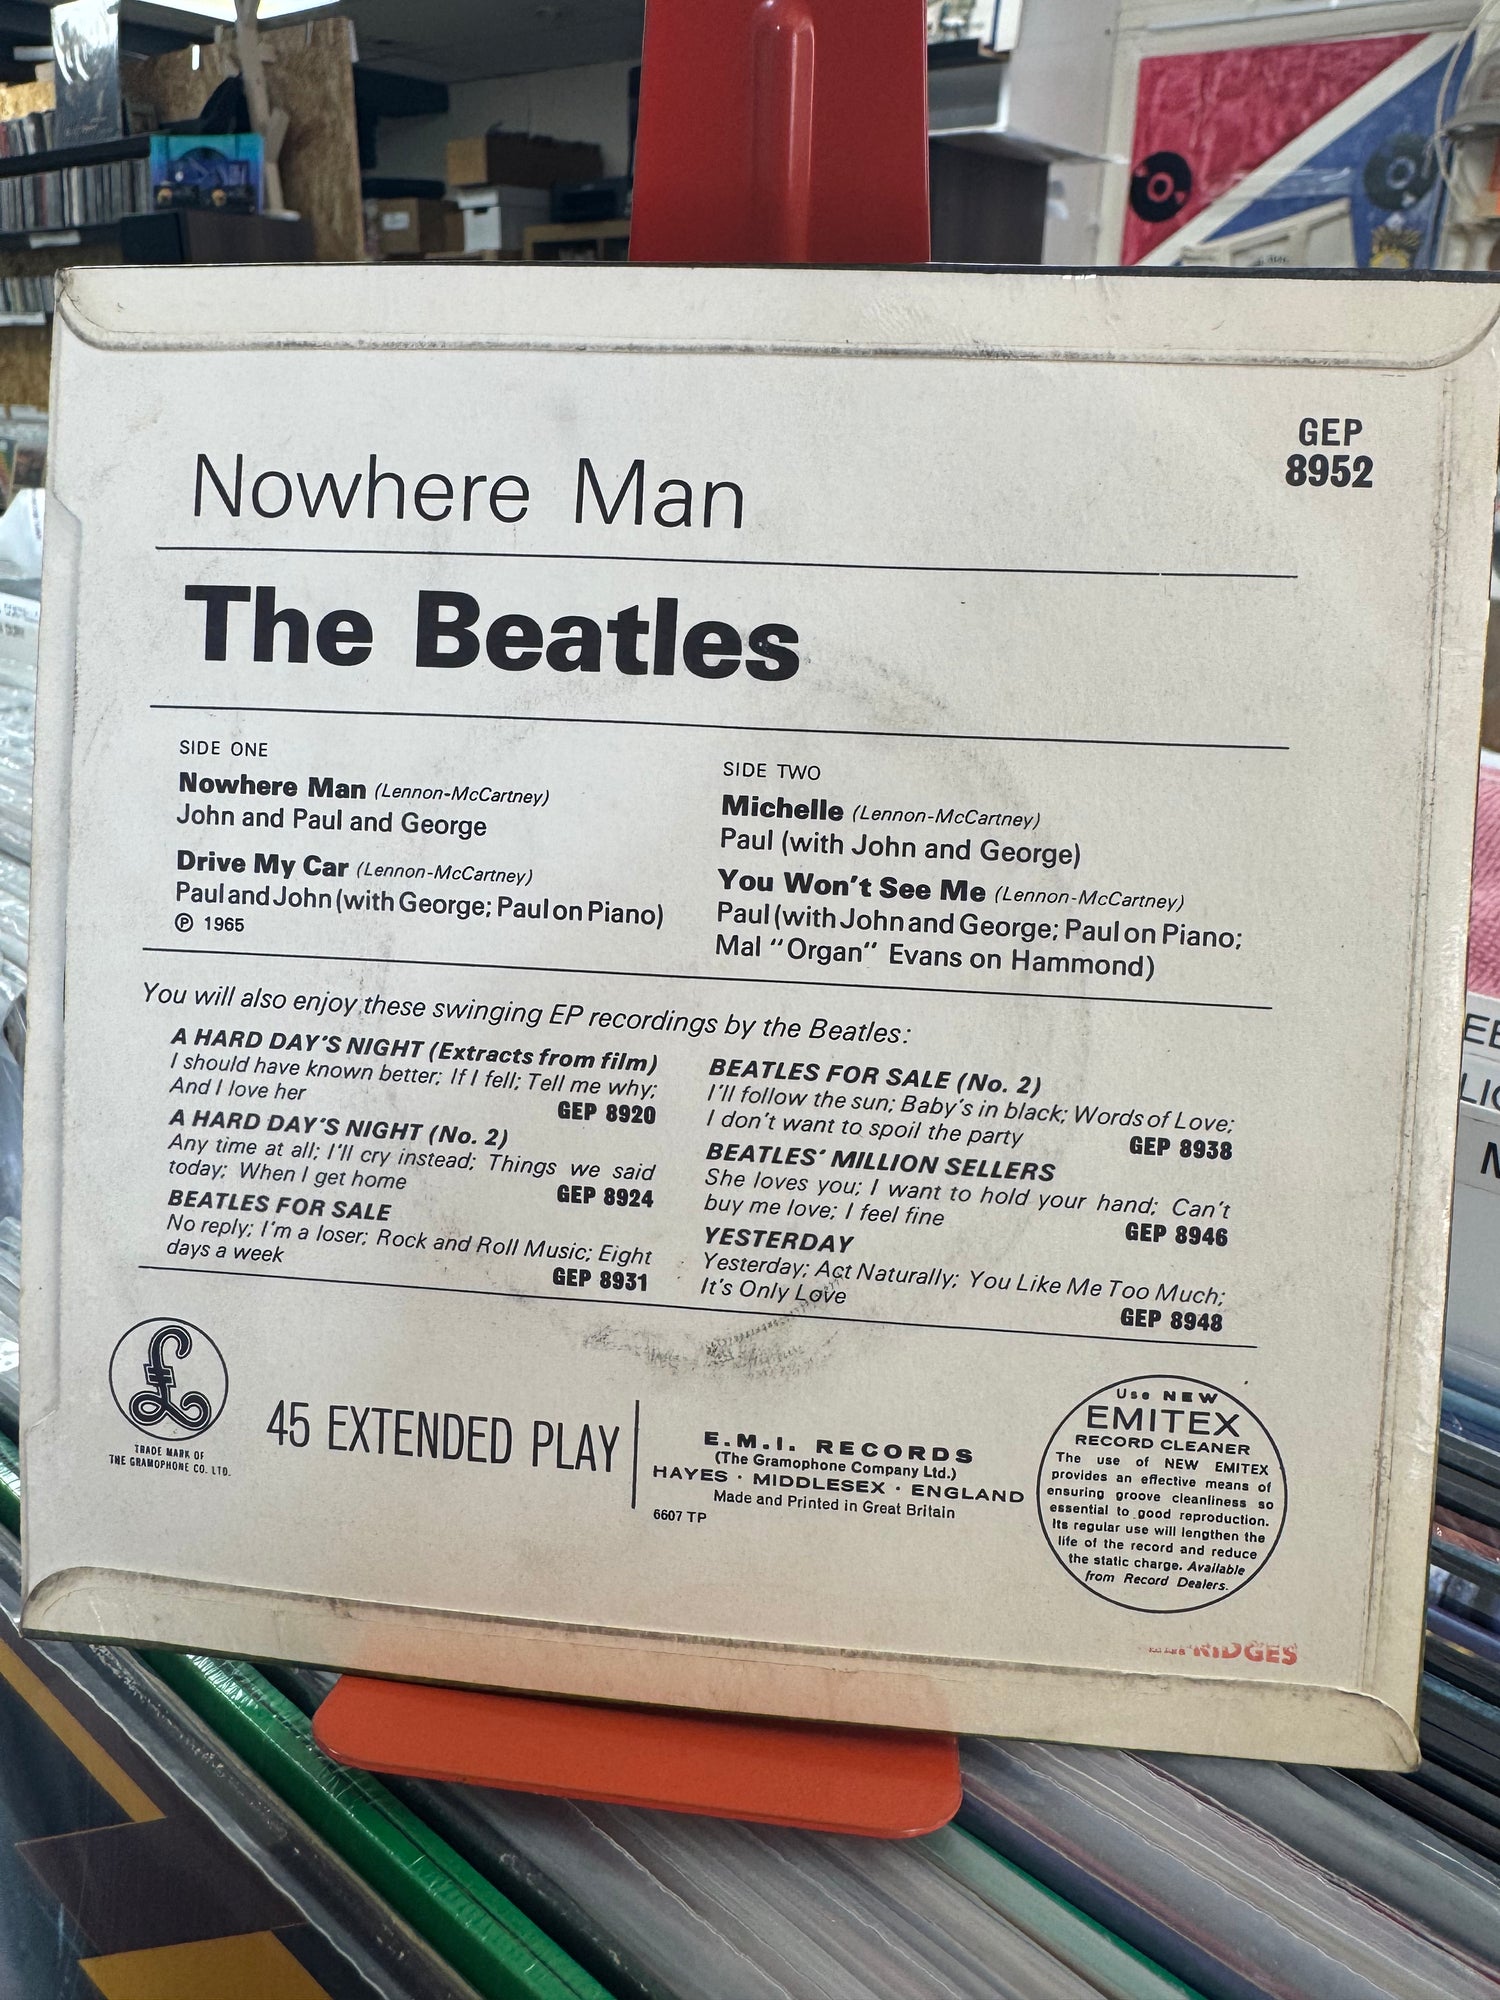 GEP
8952
Nowhere Man
The Beatles
SIDE ONE
Nowhere Man (Lennon-McCartney)
John and Paul and George
Drive My Car (Lennon-McCartney)
Paul and John (with George; Paul on Piano)
℗ 1965
SIDE TWO
Michelle (Lennon-McCartney)
Paul (with John and George)
You Won't See Me (Lennon-McCartney)
Paul (with John and George; Paul on Piano;
Mal "Organ" Evans on Hammond)
You will also enjoy these swinging EP recordings by the Beatles:
A HARD DAY'S NIGHT (Extracts from film)
I should have known better; If I fell; Tell me why;
And I love her
GEP 8920
A HARD DAY'S NIGHT (No. 2)
Any time at all; I'll cry instead; Things we said
today; When I get home
GEP 8924
BEATLES FOR SALE
No reply; I'm a loser; Rock and Roll Music; Eight
days a week
GEP 8931
BEATLES FOR SALE (No. 2)
I'll follow the sun; Baby's in black; Words of Love;
I don't want to spoil the party
GEP 8938
BEATLES' MILLION SELLERS
She loves you; I want to hold your hand; Can't
buy me love; I feel fine
GEP 8946
YESTERDAY
Yesterday; Act Naturally; You Like Me Too Much;
It's Only Love
GEP 8948
£
TRADE MARK OF
THE GRAMOPHONE CO. LTD.
45 EXTENDED PLAY
E.M.I. RECORDS
(The Gramophone Company Ltd.)
HAYES · MIDDLESEX · ENGLAND
Made and Printed in Great Britain
6607 TP
Use NEW
EMITEX
RECORD CLEANER
The use of NEW EMITEX
provides an effective means of
ensuring groove cleanliness so
essential to good reproduction.
Its regular use will lengthen the
life of the record and reduce
the static charge. Available
from Record Dealers.